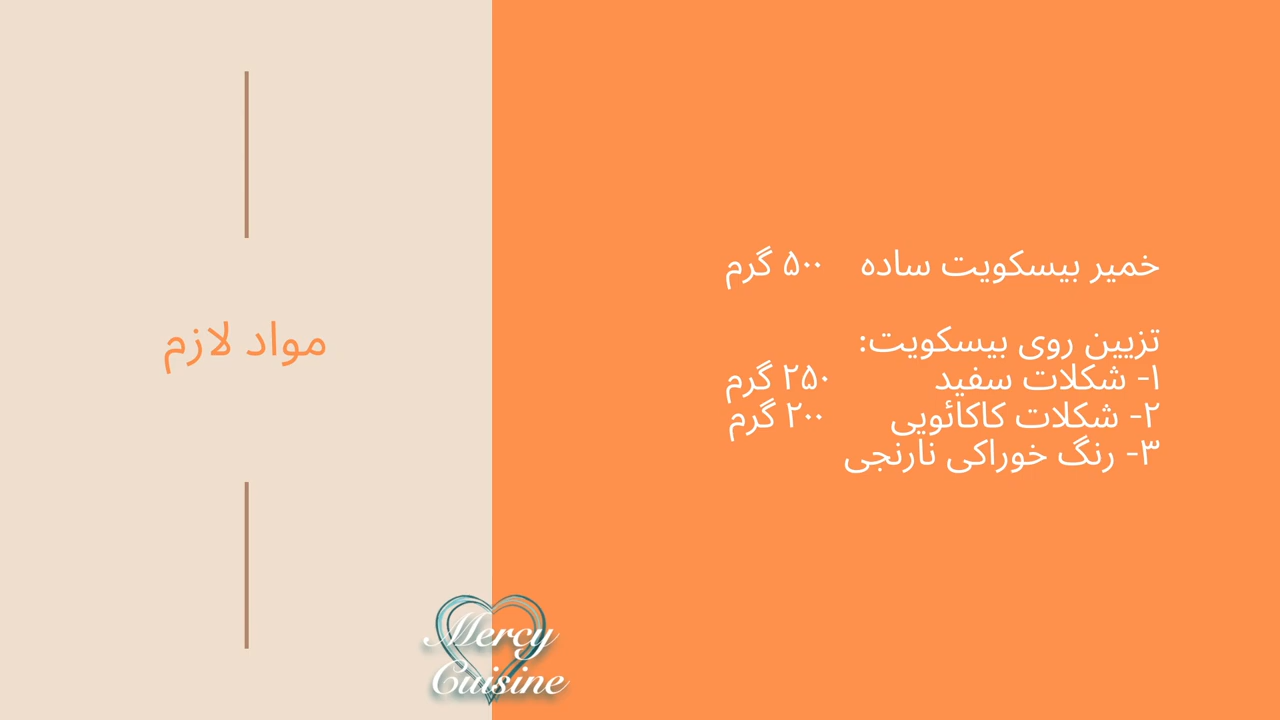 مواد لازم
خمیر بیسکویت ساده ۵۰۰ گرم
تزیین روی بیسکویت:
۱- شکلات سفید ۲۵۰ گرم
۲- شکلات کاکائویی ۲۰۰ گرم
۳- رنگ خوراکی نارنجی
Mercy
Cuisine